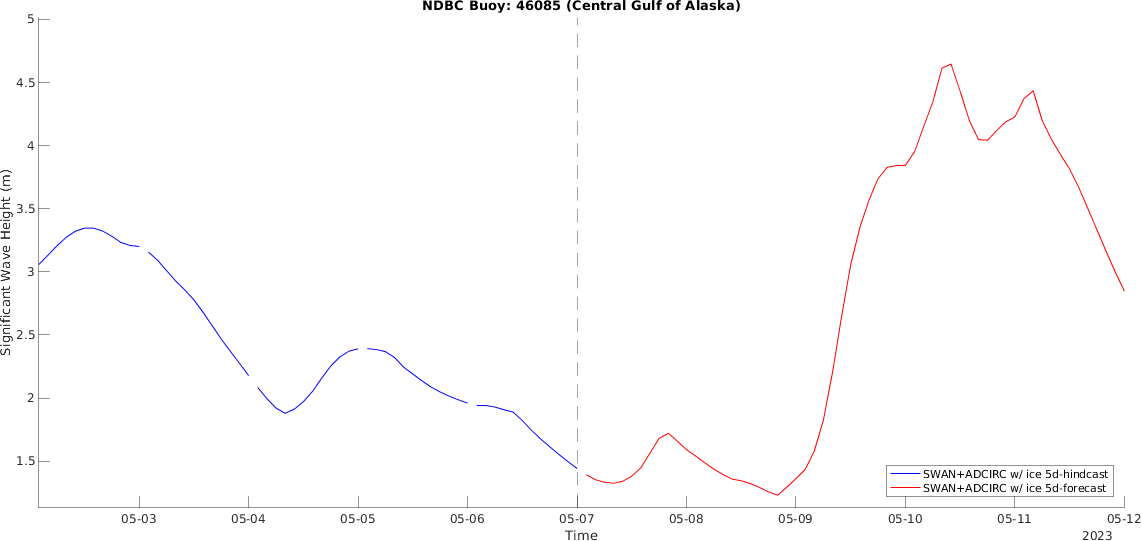 NDBC Buoy: 46085 (Central Gulf of Alaska)
5
4.5
4
3.5
3
2.5
2
1.5
Significant Wave Height (m)
05-03 05-04 05-05 05-06 05-07 05-08 05-09 05-10 05-11 05-12
Time
2023
SWAN+ADCIRC w/ ice 5d-hindcast
SWAN+ADCIRC w/ ice 5d-forecast